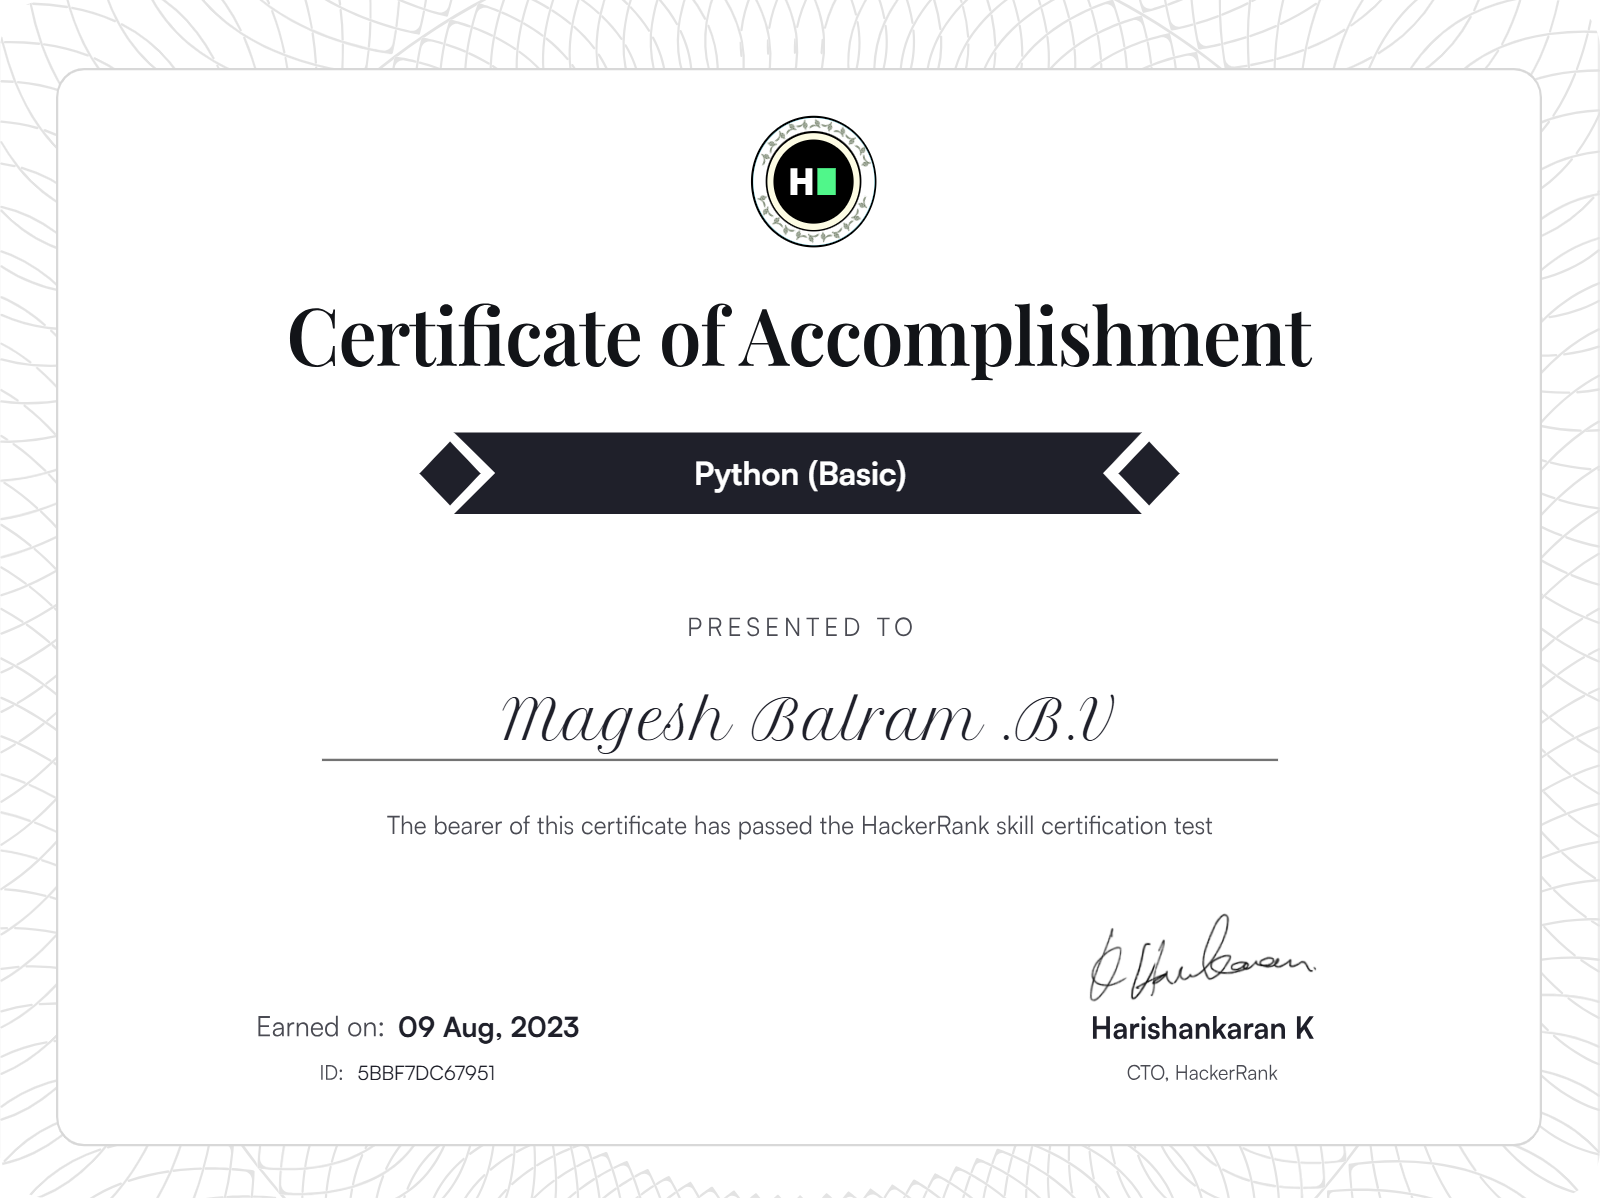 H
Certificate of Accomplishment
Python (Basic)
PRESENTED TO
Magesh Balram .B.V
The bearer of this certificate has passed the HackerRank skill certification test
Earned on: 09 Aug, 2023
ID: 5BBF7DC67951
Harishankaran K
CTO, HackerRank